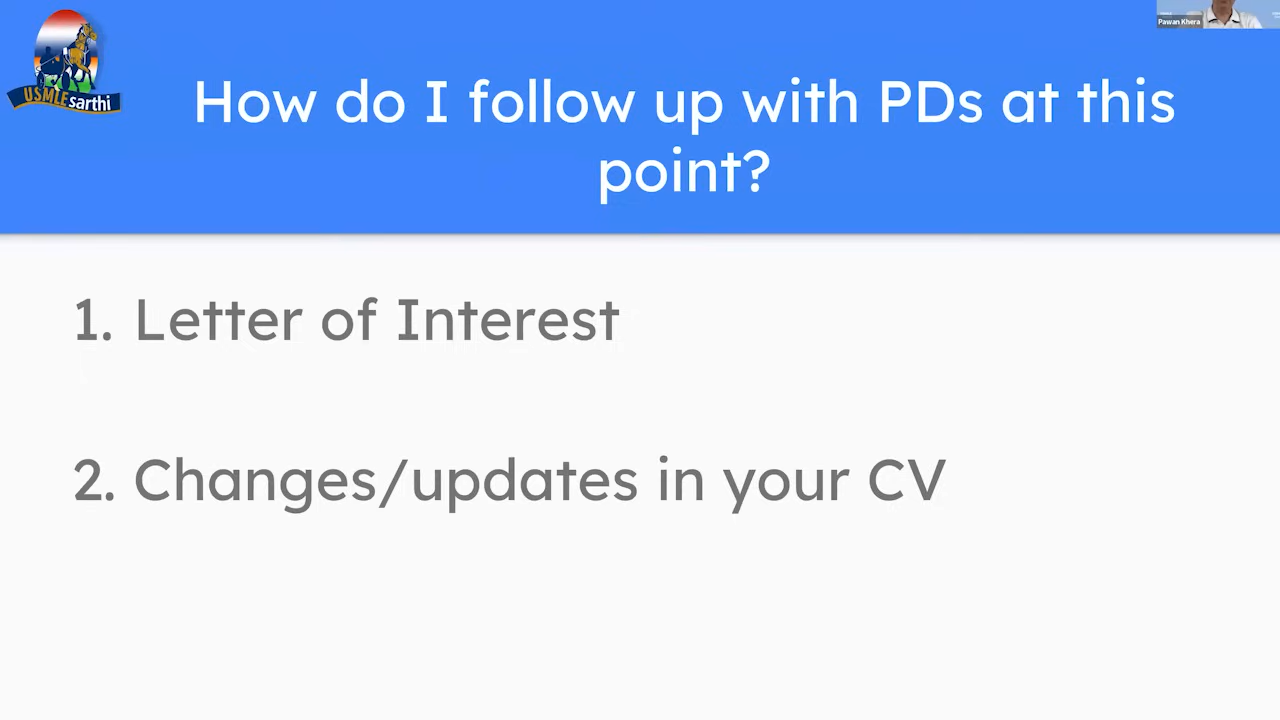 Pawan Khera
USMLE sarthi
How do I follow up with PDs at this
point?
1. Letter of Interest
2. Changes/updates in your CV